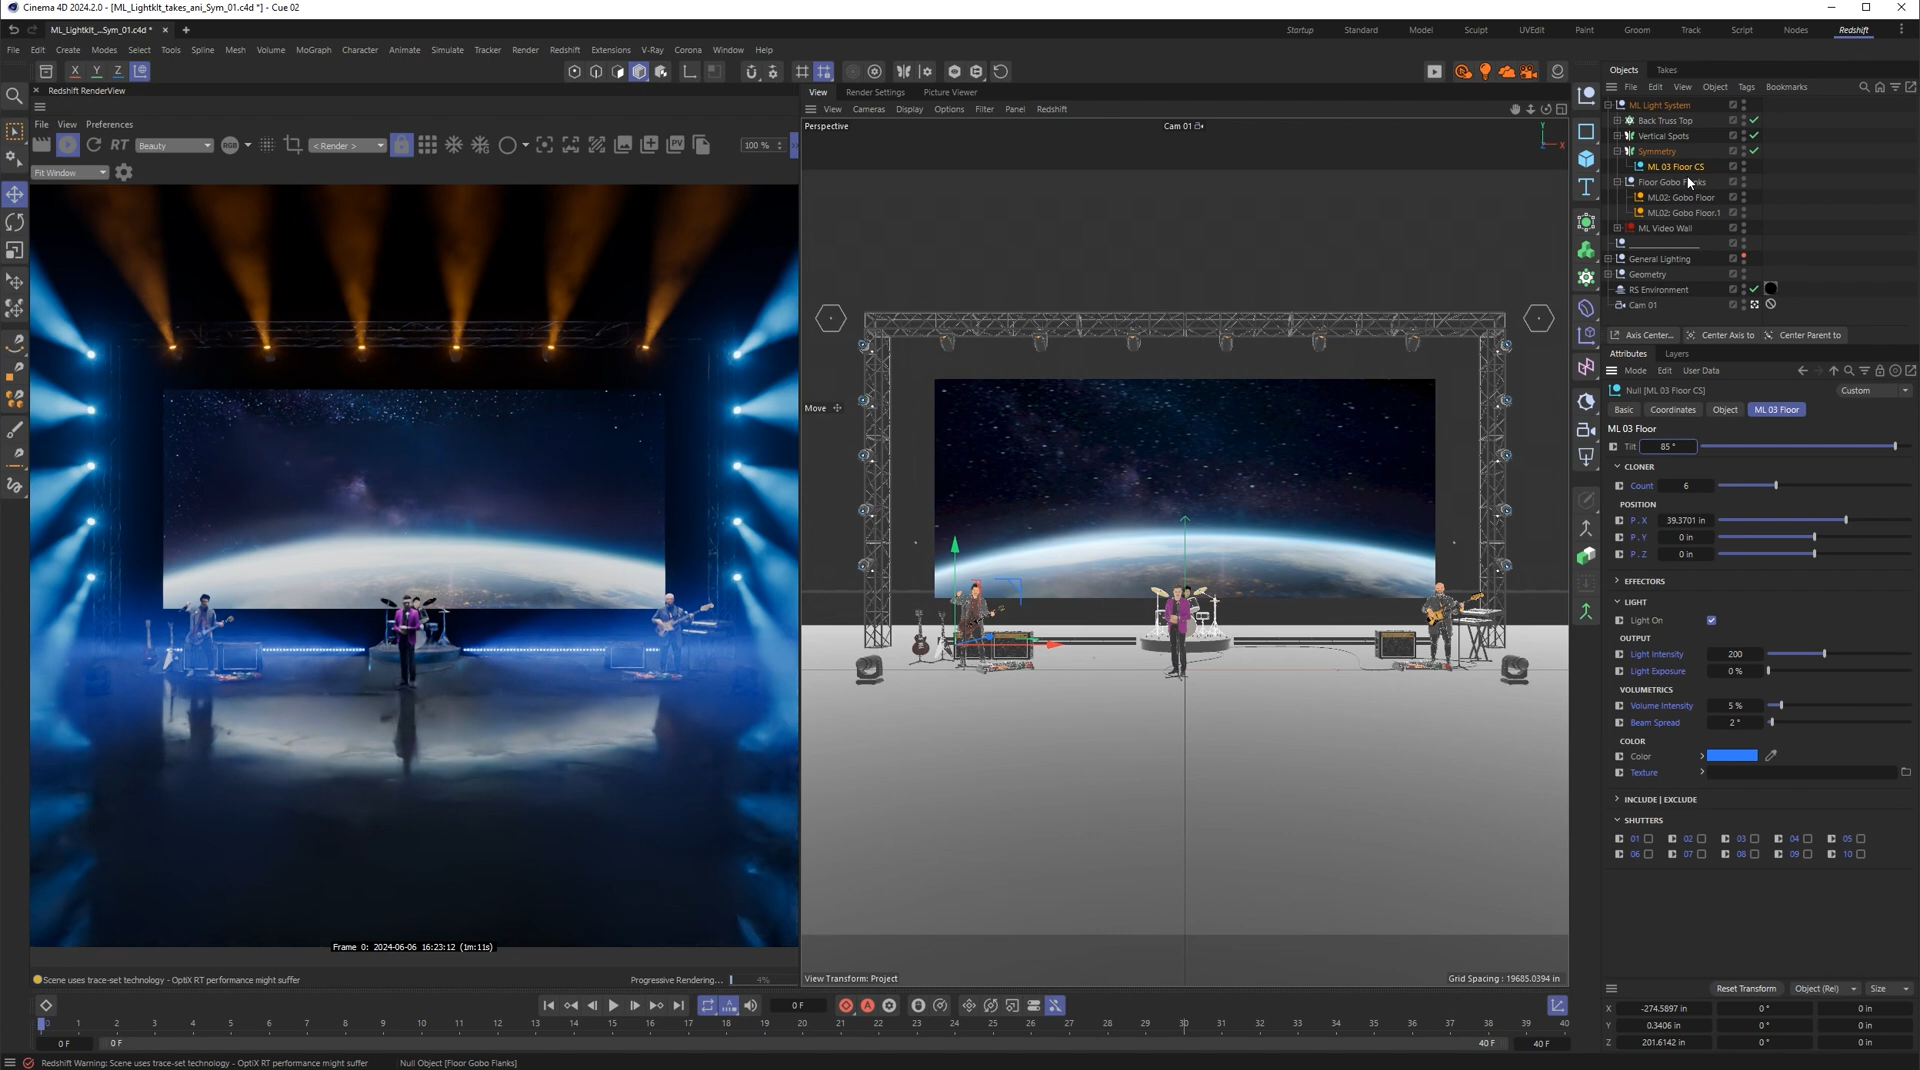 Cinema 4D 2024.2.0 - [ML_LightkIt_takes_ani_Sym_01.c4d *] - Cue 02
ML_LightkIt_...Sym_01.c4d *
Startup Standard Model Sculpt UVEdit Paint Groom Track Script Nodes Redshift
File Edit Create Modes Select Tools Spline Mesh Volume MoGraph Character Animate Simulate Tracker Render Redshift Extensions V-Ray Corona Window Help
X Y Z
Redshift RenderView
View Render Settings Picture Viewer
Objects Takes
File Edit View Object Tags Bookmarks
View Cameras Display Options Filter Panel Redshift
File View Preferences
Perspective
Cam 01
Y
X
RT Beauty RGB < Render > PV 100 %
Fit Window
ML Light System
Back Truss Top
Vertical Spots
Symmetry
ML 03 Floor CS
Floor Gobo Flanks
ML02: Gobo Floor
ML02: Gobo Floor.1
ML Video Wall
General Lighting
Geometry
RS Environment
Cam 01
Axis Center... Center Axis to Center Parent to
Attributes Layers
Mode Edit User Data
Null [ML 03 Floor CS] Custom
Basic Coordinates Object ML 03 Floor
Move
ML 03 Floor
Tilt 85 °
CLONER
Count 6
POSITION
P.X 39.3701 in
P.Y 0 in
P.Z 0 in
EFFECTORS
LIGHT
Light On
OUTPUT
Light Intensity 200
Light Exposure 0 %
VOLUMETRICS
Volume Intensity 5 %
Beam Spread 2 °
COLOR
Color
Texture
INCLUDE | EXCLUDE
SHUTTERS
01 02 03 04 05
06 07 08 09 10
Frame 0: 2024-06-06 16:23:12 (1m:11s)
Scene uses trace-set technology - OptiX RT performance might suffer
Progressive Rendering... 4%
View Transform: Project
Grid Spacing : 19685.0394 in
Reset Transform Object (Rel) Size
0 F
X -274.5897 in 0 ° 0 in
Y 0.3406 in 0 ° 0 in
Z 201.6142 in 0 ° 0 in
0 1 2 3 4 5 6 7 8 9 10 11 12 13 14 15 16 17 18 19 20 21 22 23 24 25 26 27 28 29 30 31 32 33 34 35 36 37 38 39 40
0 F 0 F 40 F 40 F
Redshift Warning: Scene uses trace-set technology - OptiX RT performance might suffer
Null Object [Floor Gobo Flanks]